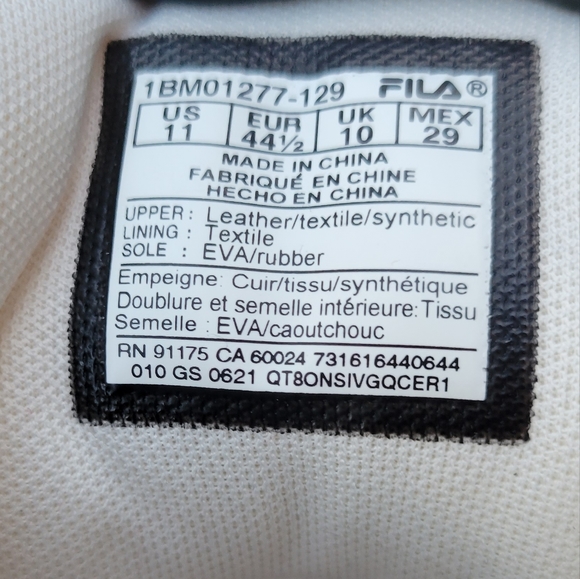 1BM01277-129 FILA®
US 11 EUR 44½ UK 10 MEX 29
MADE IN CHINA
FABRIQUÉ EN CHINE
HECHO EN CHINA
UPPER : Leather/textile/synthetic
LINING : Textile
SOLE : EVA/rubber
Empeigne: Cuir/tissu/synthétique
Doublure et semelle intérieure: Tissu
Semelle : EVA/caoutchouc
RN 91175 CA 60024 731616440644
010 GS 0621 QT8ONSIVGQCER1